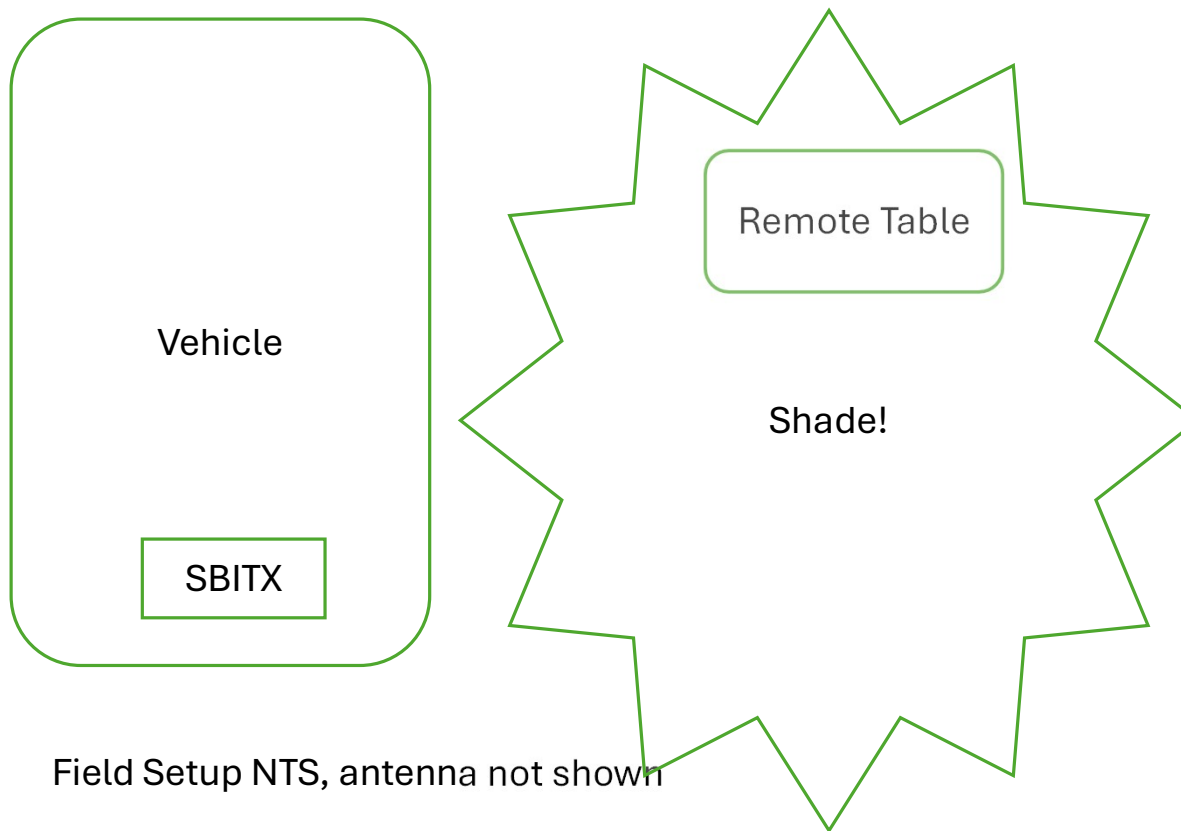 Remote Table
Vehicle
Shade!
SBITX
Field Setup NTS, antenna not shown